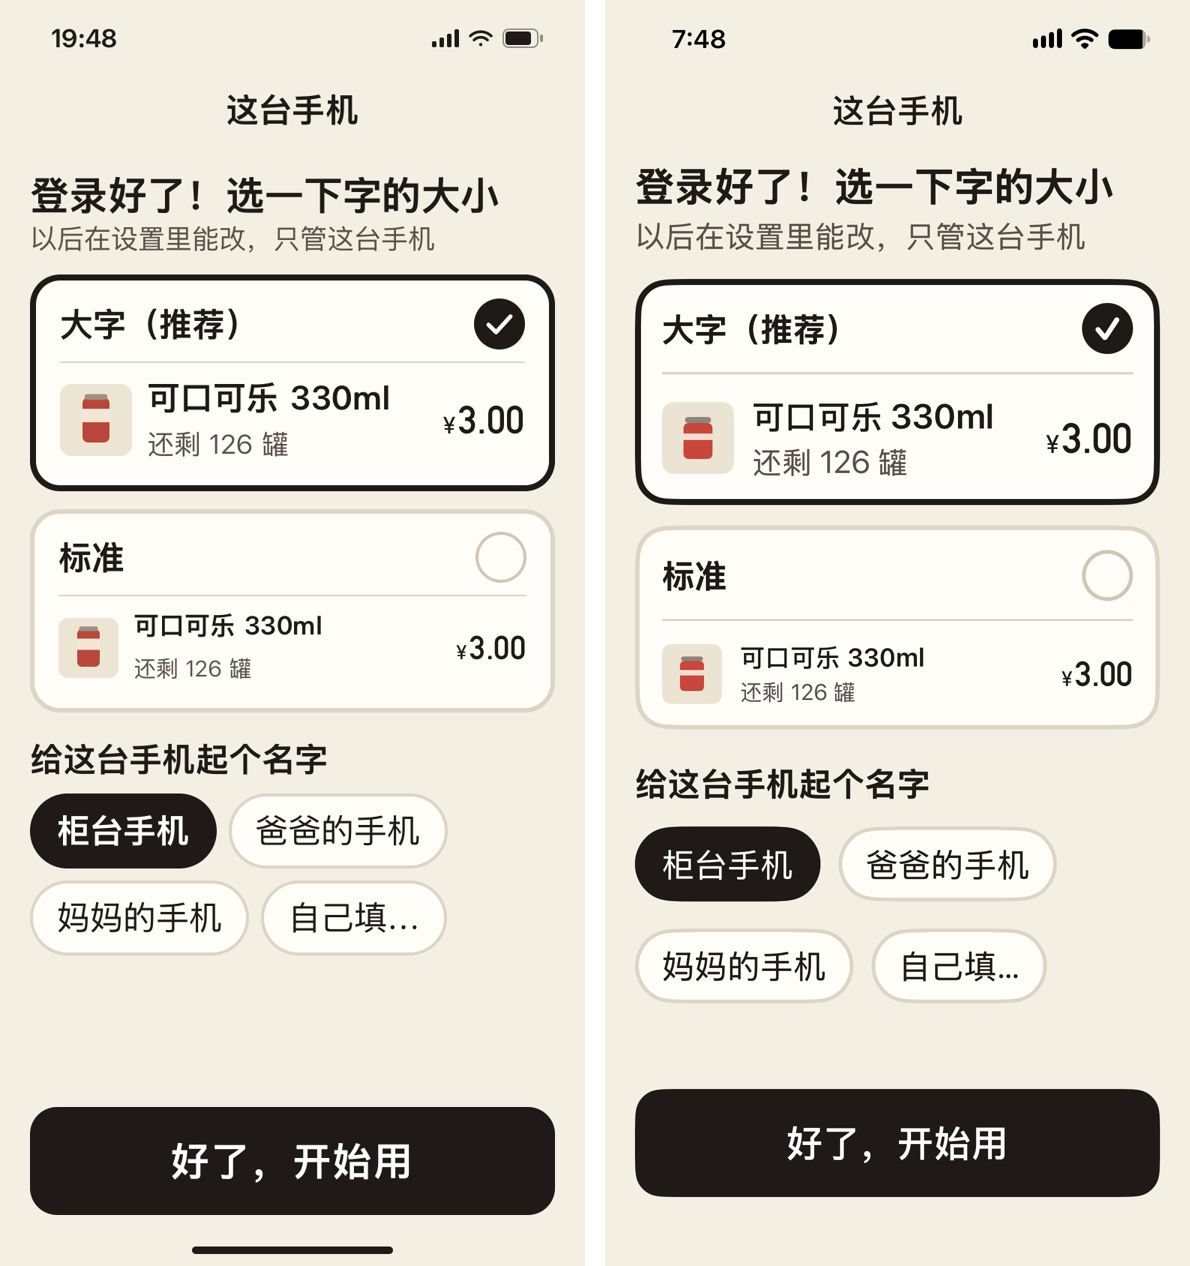 19:48
这台手机
登录好了！选一下字的大小
以后在设置里能改，只管这台手机
大字（推荐）
可口可乐 330ml
还剩 126 罐
¥3.00
标准
可口可乐 330ml
还剩 126 罐
¥3.00
给这台手机起个名字
柜台手机
爸爸的手机
妈妈的手机
自己填…
好了，开始用
7:48
这台手机
登录好了！选一下字的大小
以后在设置里能改，只管这台手机
大字（推荐）
可口可乐 330ml
还剩 126 罐
¥3.00
标准
可口可乐 330ml
还剩 126 罐
¥3.00
给这台手机起个名字
柜台手机
爸爸的手机
妈妈的手机
自己填…
好了，开始用